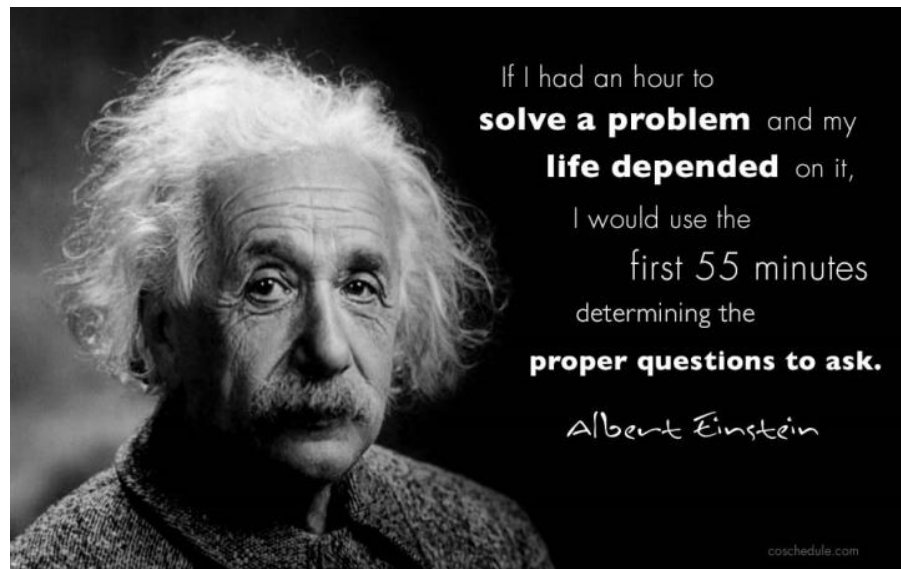 If I had an hour to
solve a problem and my
life depended on it,
I would use the
first 55 minutes
determining the
proper questions to ask.
Albert Einstein
coschedule.com